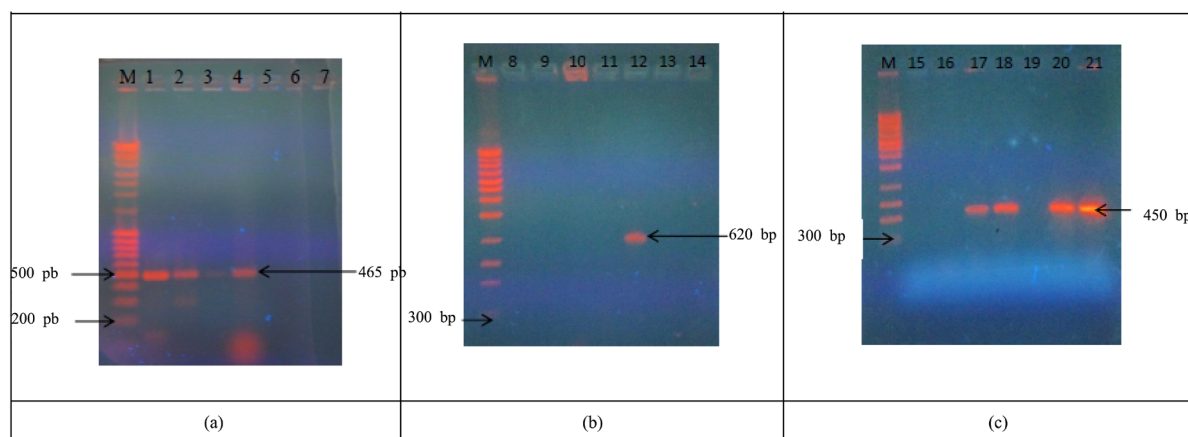 M 1 2 3 4 5 6 7
500 pb
465 pb
200 pb
(a)
M 8 9 10 11 12 13 14
620 bp
300 bp
(b)
M 15 16 17 18 19 20 21
450 bp
300 bp
(c)